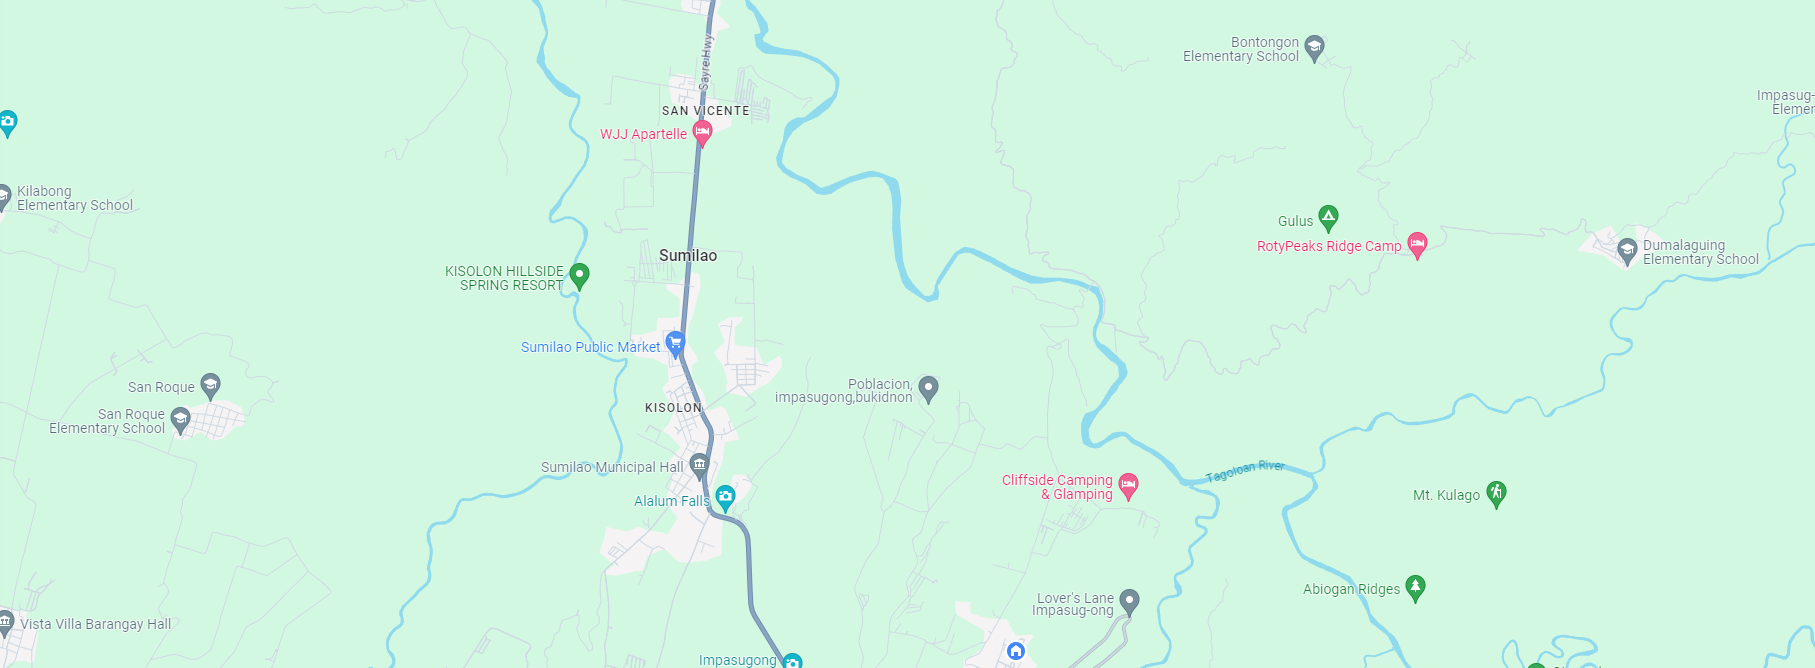 Bontongon
Elementary School
Sayre Hwy
Impasug-
Elemen
SAN VICENTE
WJJ Apartelle
Kilabong
Elementary School
Gulus
RotyPeaks Ridge Camp
Dumalaguing
Elementary School
Sumilao
KISOLON HILLSIDE
SPRING RESORT
Sumilao Public Market
San Roque
Poblacion,
impasugong,bukidnon
San Roque
Elementary School
KISOLON
Sumilao Municipal Hall
Tagoloan River
Cliffside Camping
& Glamping
Mt. Kulago
Alalum Falls
Abiogan Ridges
Lover's Lane
Impasug-ong
Vista Villa Barangay Hall
Impasugong